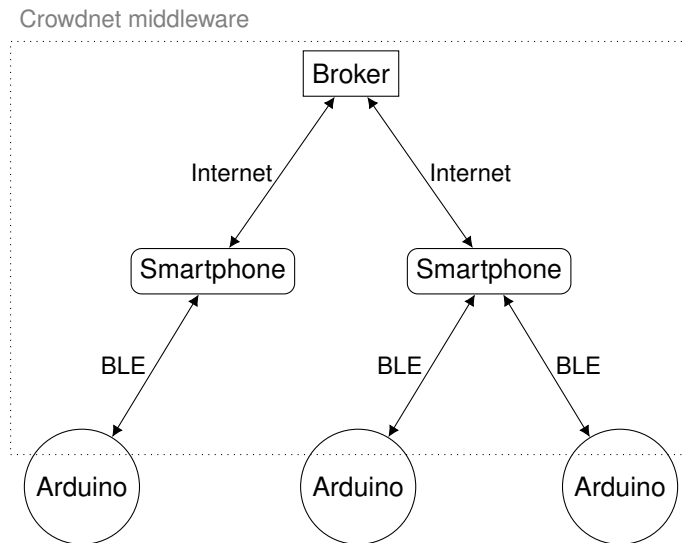 Crowdnet middleware
Broker
Internet
Internet
Smartphone
Smartphone
BLE
BLE
BLE
Arduino
Arduino
Arduino